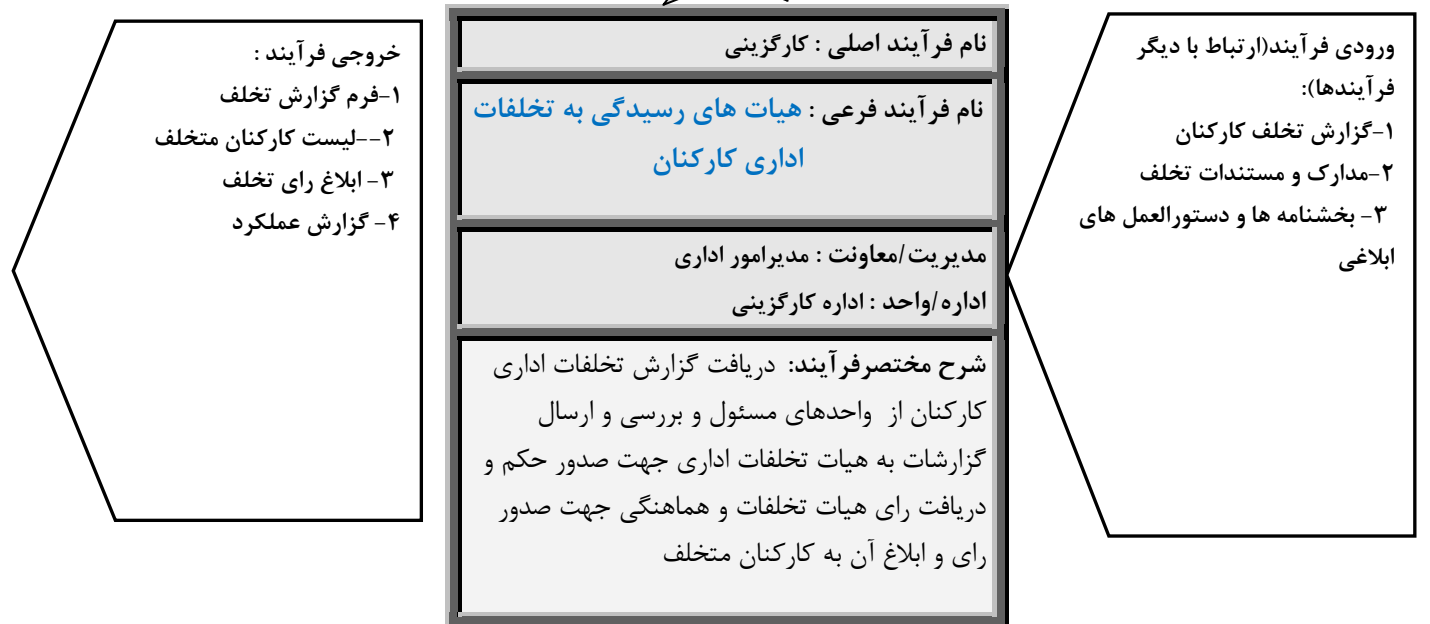 ورودی فرآیند(ارتباط با دیگر
فرآیندها):
۱-گزارش تخلف کارکنان
۲-مدارک و مستندات تخلف
۳- بخشنامه ها و دستورالعمل های
ابلاغی
نام فرآیند اصلی : کارگزینی
نام فرآیند فرعی : هیات های رسیدگی به تخلفات
اداری کارکنان
مدیریت/معاونت : مدیرامور اداری
اداره/واحد : اداره کارگزینی
شرح مختصرفرآیند: دریافت گزارش تخلفات اداری
کارکنان از واحدهای مسئول و بررسی و ارسال
گزارشات به هیات تخلفات اداری جهت صدور حکم و
دریافت رای هیات تخلفات و هماهنگی جهت صدور
رای و ابلاغ آن به کارکنان متخلف
خروجی فرآیند :
۱-فرم گزارش تخلف
۲--لیست کارکنان متخلف
۳- ابلاغ رای تخلف
۴- گزارش عملکرد